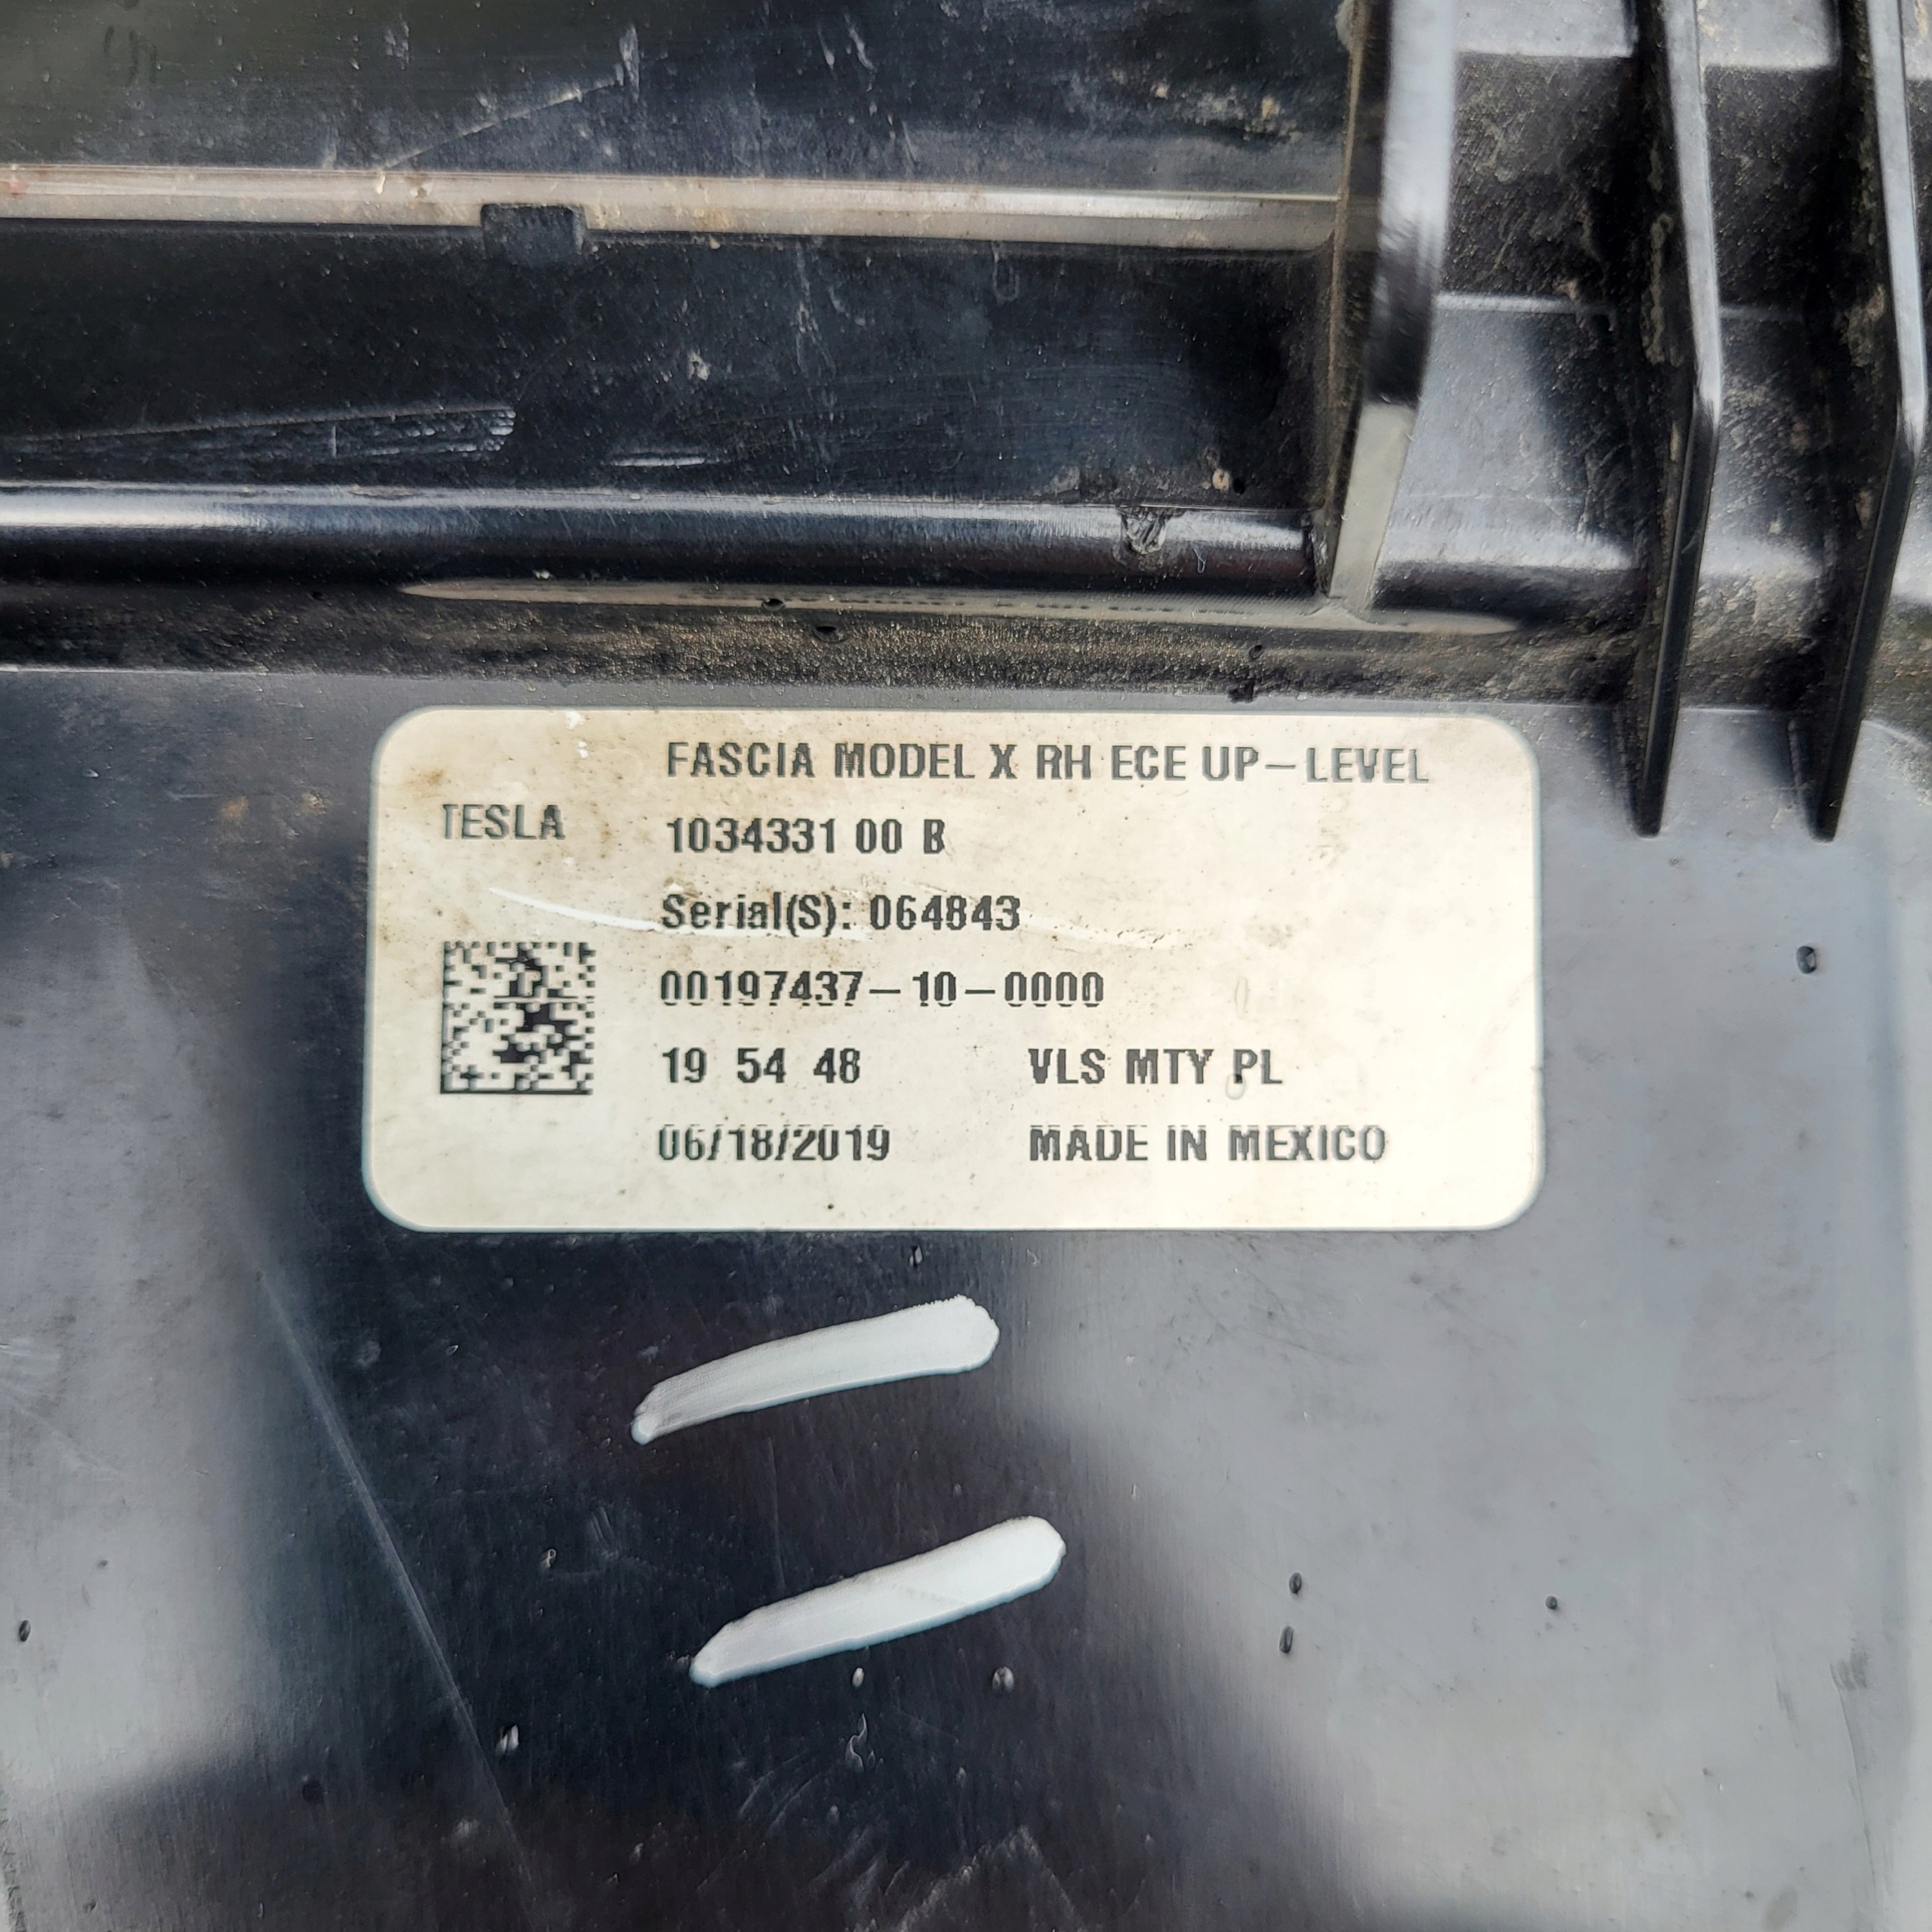 FASCIA MODEL X RH ECE UP-LEVEL
TESLA
1034331 00 B
Serial(S): 064843
00197437-10-0000
19 54 48 VLS MTY PL
06/18/2019 MADE IN MEXICO